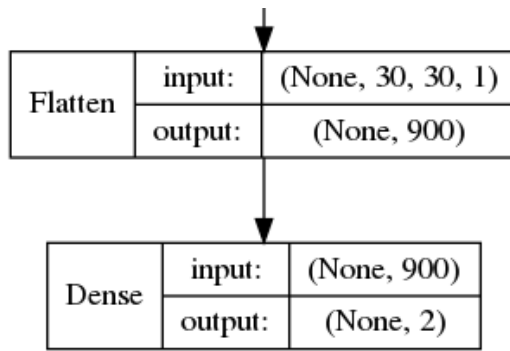 Flatten
input:
(None, 30, 30, 1)
output:
(None, 900)
Dense
input:
(None, 900)
output:
(None, 2)